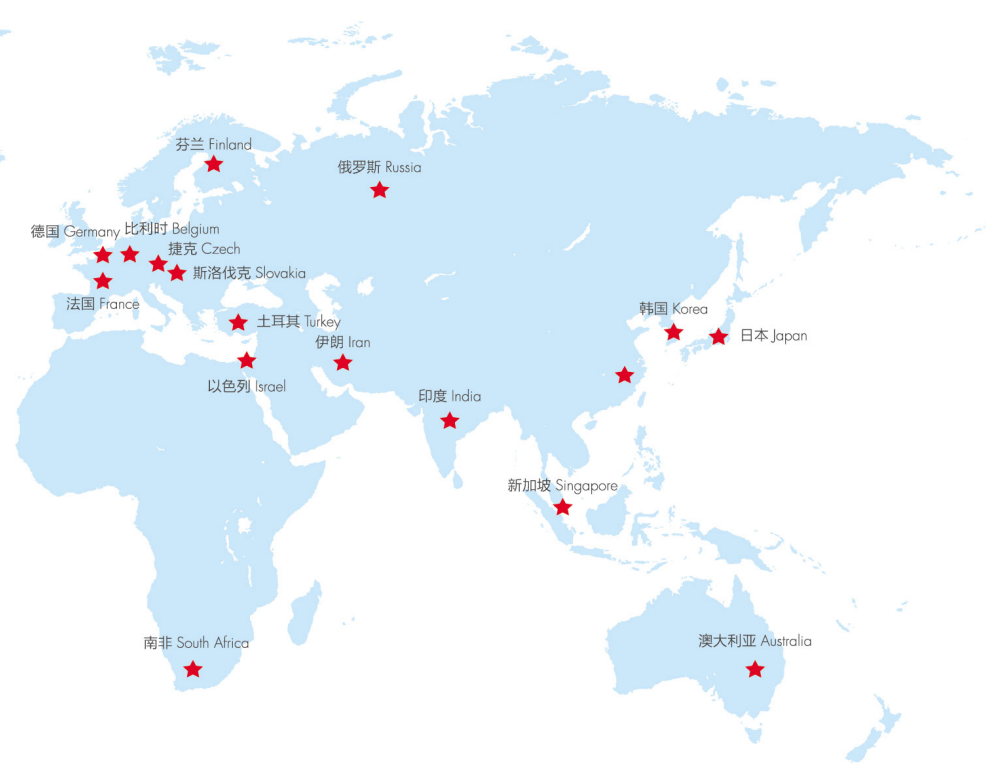 芬兰 Finland
俄罗斯 Russia
德国 Germany
比利时 Belgium
捷克 Czech
斯洛伐克 Slovakia
法国 France
土耳其 Turkey
伊朗 Iran
以色列 Israel
韩国 Korea
日本 Japan
印度 India
新加坡 Singapore
南非 South Africa
澳大利亚 Australia